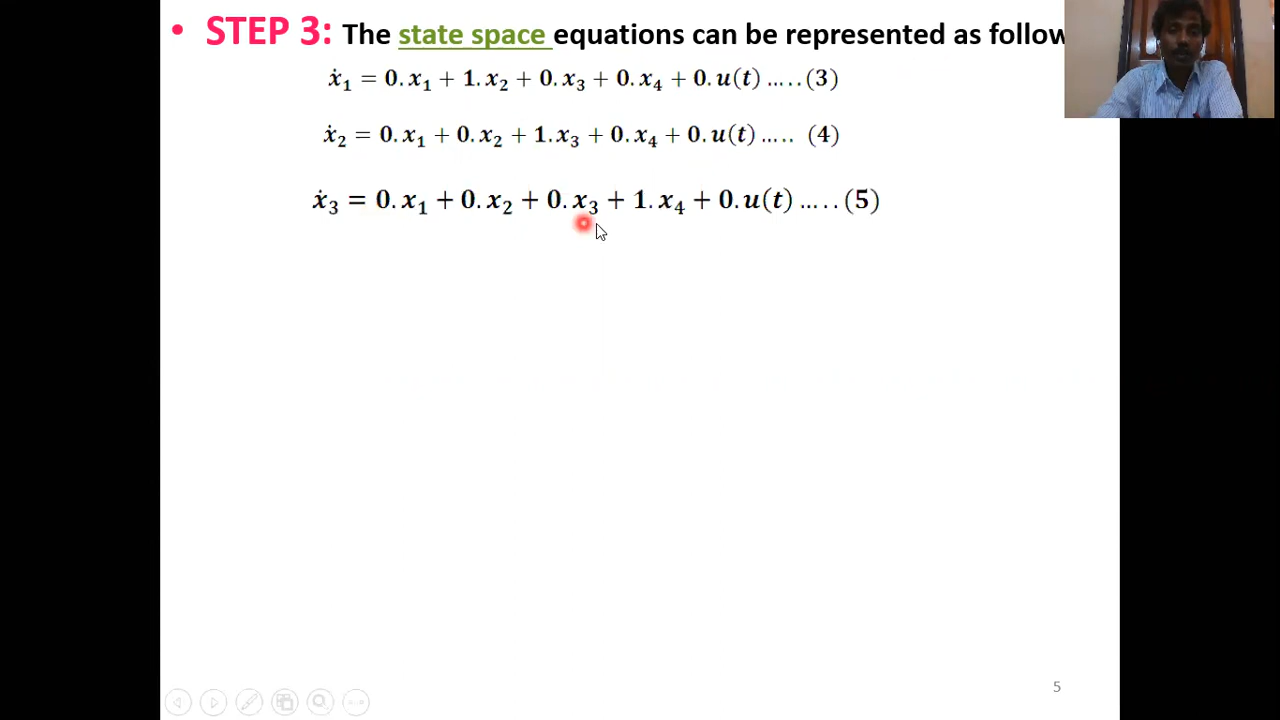 • STEP 3: The state space equations can be represented as follow
ẋ₁ = 0.x₁ + 1.x₂ + 0.x₃ + 0.x₄ + 0.u(t) .....(3)
ẋ₂ = 0.x₁ + 0.x₂ + 1.x₃ + 0.x₄ + 0.u(t) ..... (4)
ẋ₃ = 0.x₁ + 0.x₂ + 0.x₃ + 1.x₄ + 0.u(t) .....(5)
5